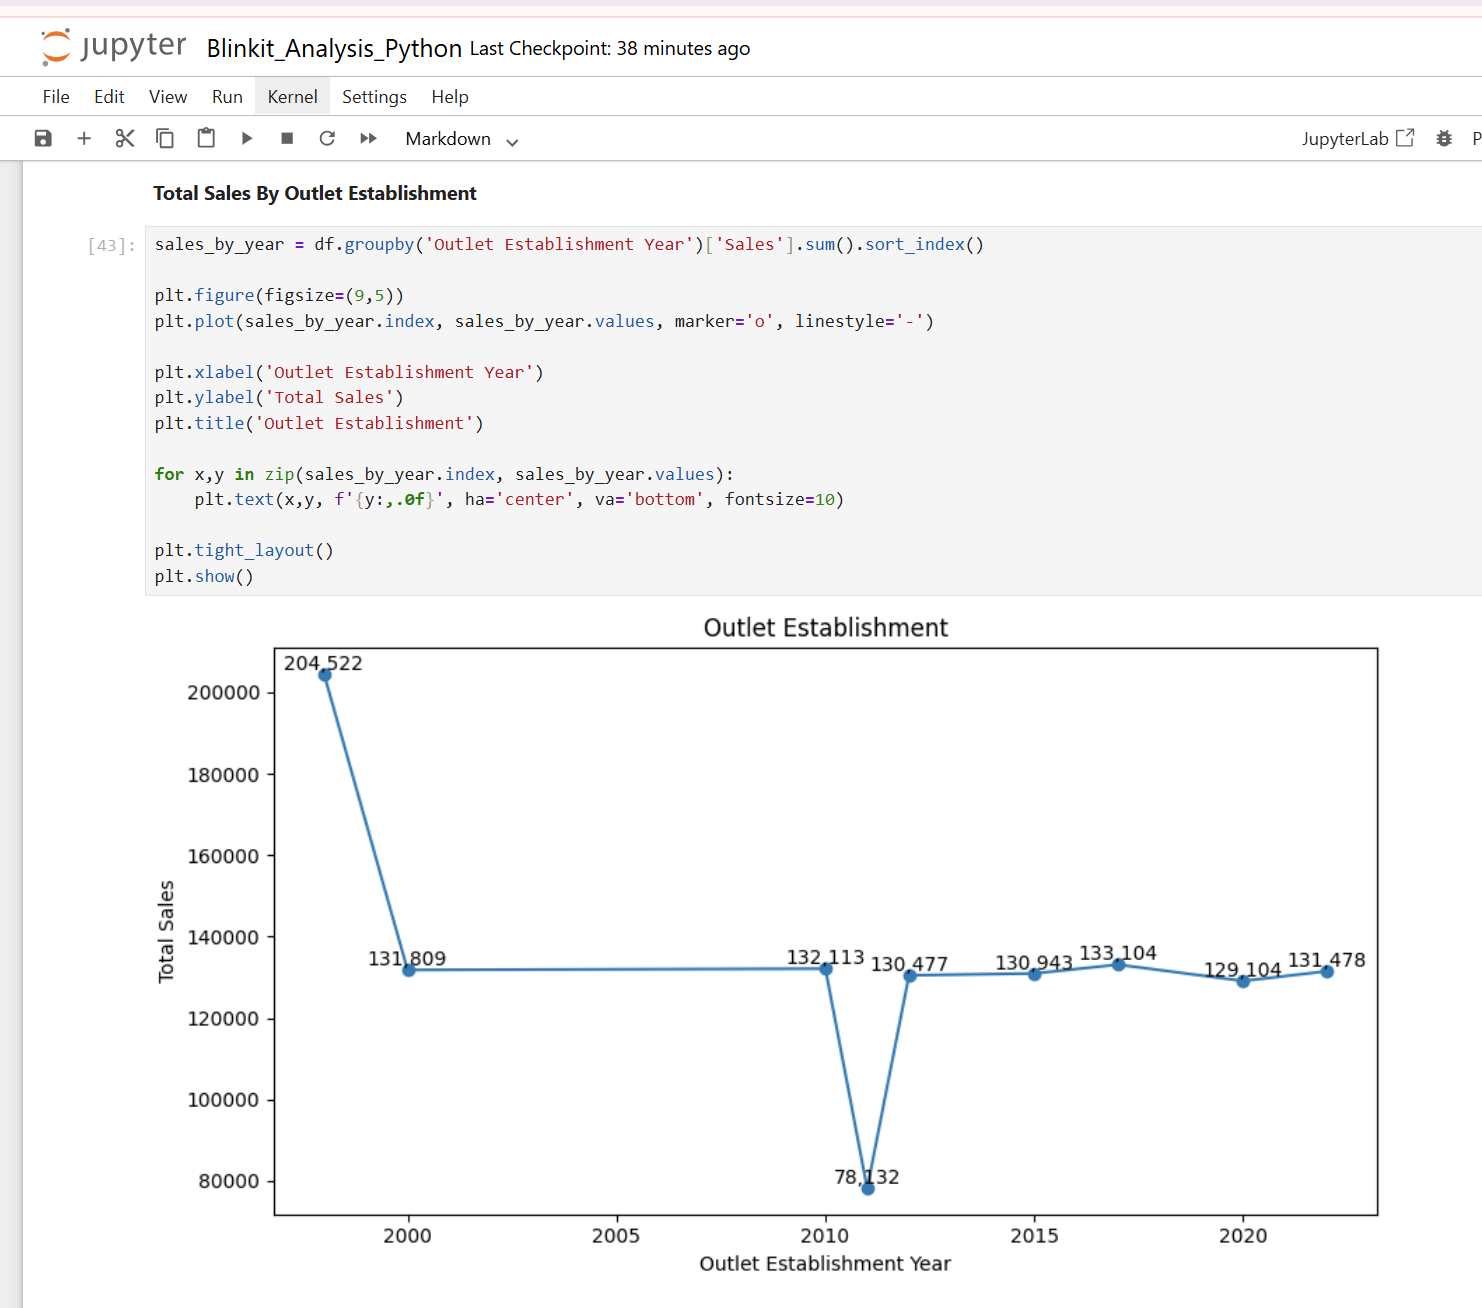 jupyter Blinkit_Analysis_Python Last Checkpoint: 38 minutes ago
File Edit View Run Kernel Settings Help
Markdown JupyterLab P
Total Sales By Outlet Establishment
[43]: sales_by_year = df.groupby('Outlet Establishment Year')['Sales'].sum().sort_index()
plt.figure(figsize=(9,5))
plt.plot(sales_by_year.index, sales_by_year.values, marker='o', linestyle='-')
plt.xlabel('Outlet Establishment Year')
plt.ylabel('Total Sales')
plt.title('Outlet Establishment')
for x,y in zip(sales_by_year.index, sales_by_year.values):
    plt.text(x,y, f'{y:,.0f}', ha='center', va='bottom', fontsize=10)
plt.tight_layout()
plt.show()
Outlet Establishment
204,522
200000
180000
160000
140000
120000
100000
80000
Total Sales
131,809
132,113
130,477
130,943
133,104
129,104
131,478
78,132
2000 2005 2010 2015 2020
Outlet Establishment Year